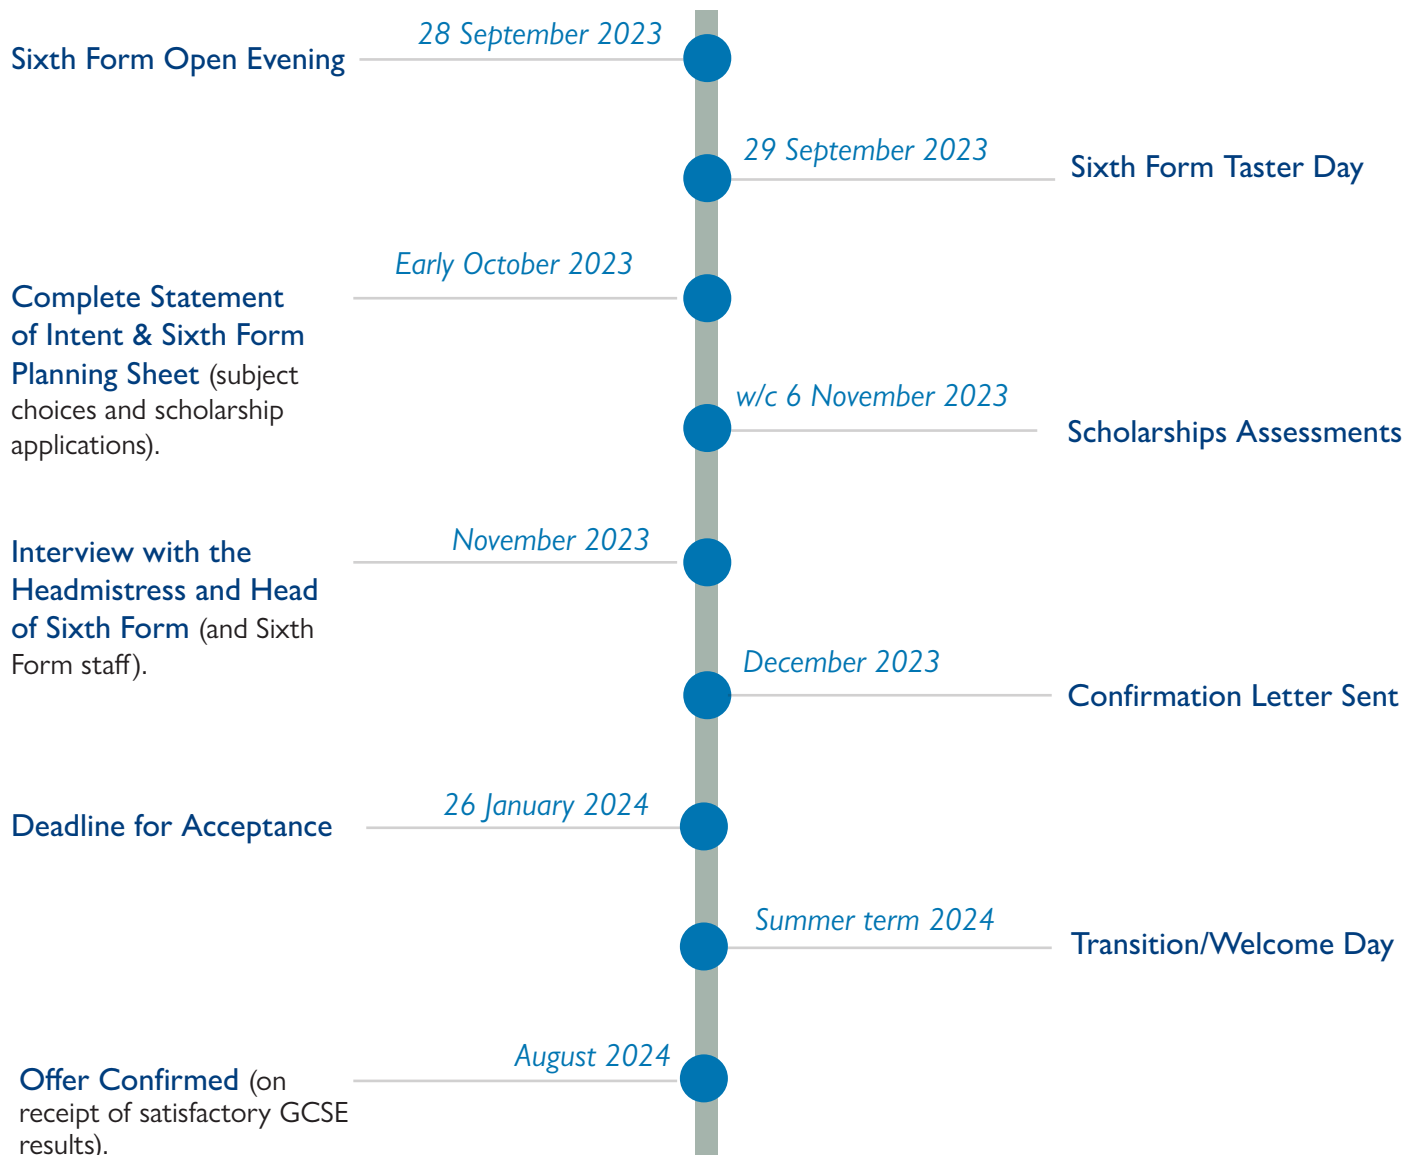 28 September 2023
Sixth Form Open Evening
29 September 2023
Sixth Form Taster Day
Early October 2023
Complete Statement
of Intent & Sixth Form
Planning Sheet (subject
choices and scholarship
applications).
w/c 6 November 2023
Scholarships Assessments
November 2023
Interview with the
Headmistress and Head
of Sixth Form (and Sixth
Form staff).
December 2023
Confirmation Letter Sent
26 January 2024
Deadline for Acceptance
Summer term 2024
Transition/Welcome Day
August 2024
Offer Confirmed (on
receipt of satisfactory GCSE
results).